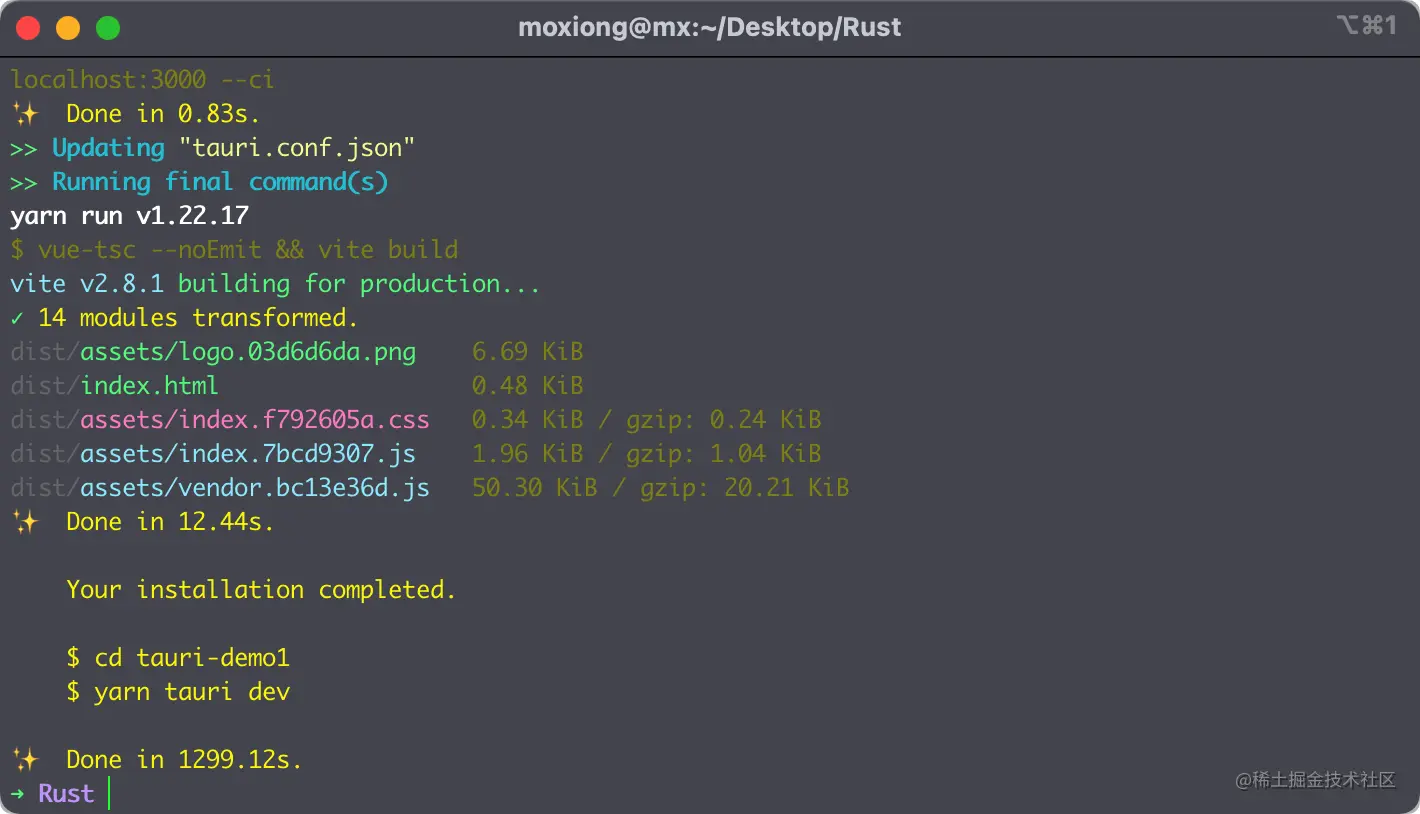 moxiong@mx:~/Desktop/Rust
⌥⌘1
localhost:3000 --ci
✨  Done in 0.83s.
>> Updating "tauri.conf.json"
>> Running final command(s)
yarn run v1.22.17
$ vue-tsc --noEmit && vite build
vite v2.8.1 building for production...
✓ 14 modules transformed.
dist/assets/logo.03d6d6da.png    6.69 KiB
dist/index.html                  0.48 KiB
dist/assets/index.f792605a.css   0.34 KiB / gzip: 0.24 KiB
dist/assets/index.7bcd9307.js    1.96 KiB / gzip: 1.04 KiB
dist/assets/vendor.bc13e36d.js   50.30 KiB / gzip: 20.21 KiB
✨  Done in 12.44s.
Your installation completed.
$ cd tauri-demo1
$ yarn tauri dev
✨  Done in 1299.12s.
➜ Rust
@稀土掘金技术社区